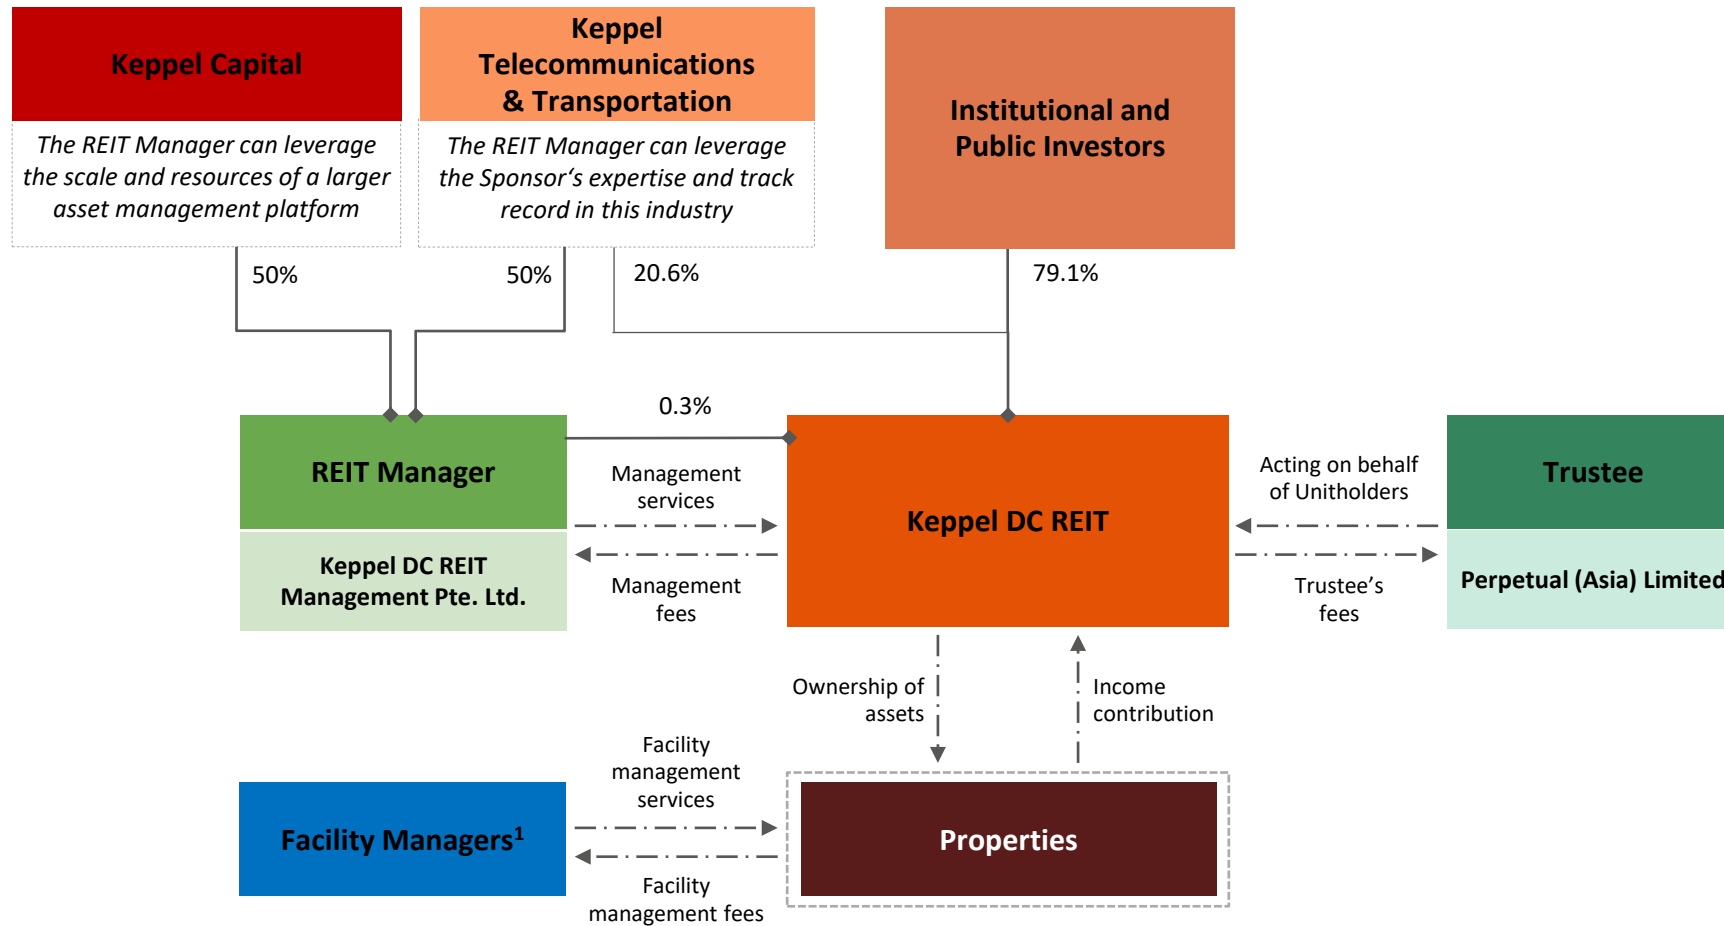 Keppel Capital
The REIT Manager can leverage
the scale and resources of a larger
asset management platform
Keppel
Telecommunications
& Transportation
The REIT Manager can leverage
the Sponsor‘s expertise and track
record in this industry
Institutional and
Public Investors
50%
50%
20.6%
79.1%
0.3%
REIT Manager
Keppel DC REIT
Management Pte. Ltd.
Management
services
Management
fees
Keppel DC REIT
Acting on behalf
of Unitholders
Trustee’s
fees
Trustee
Perpetual (Asia) Limited
Ownership of
assets
Income
contribution
Facility
management
services
Facility Managers¹
Facility
management fees
Properties